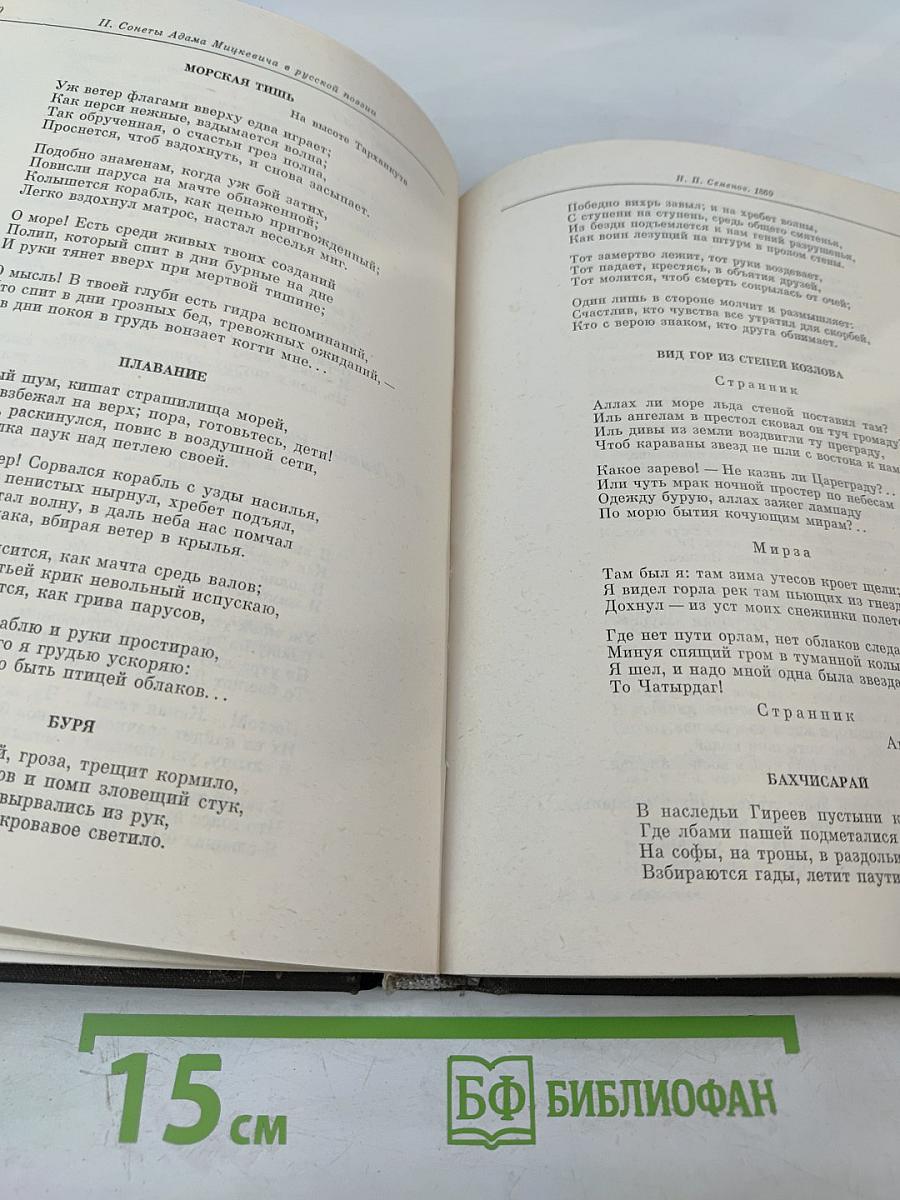 II. Сонеты Адама Мицкевича в русской поэзии
МОРСКАЯ ТИШЬ
На высоте Тарханкута
Уж ветер флагами вверху едва играет;
Как перси нежные, вздымается волна;
Так обрученная, о счастьи грез полна,
Проснется, чтоб вздохнуть, и снова засыпает.
Подобно знаменам, когда уж бой затих,
Повисли паруса на мачте обнаженной;
Колышется корабль, как цепью пригвожденный;
Легко вздохнул матрос, настал веселья миг.
О море! Есть среди живых твоих созданий
Полип, который спит в дни бурные на дне
И руки тянет вверх при мертвой тишине;
О мысль! В твоей глуби есть гидра вспоминаний,
то спит в дни грозных бед, тревожных ожиданий, —
в дни покоя в грудь вонзает когти мне...
ПЛАВАНИЕ
ый шум, кишат страшилища морей,
взбежал на верх; пора, готовьтесь, дети!
, раскинулся, повис в воздушной сети,
лка паук над петлею своей.
ер! Сорвался корабль с узды насилья,
пенистых нырнул, хребет подъял,
тал волну, в даль неба нас помчал
ака, вбирая ветер в крылья.
сится, как мачта средь валов;
тьей крик невольный испускаю,
тся, как грива парусов,
аблю и руки простираю,
го я грудью ускоряю:
о быть птицей облаков...
БУРЯ
й, гроза, трещит кормило,
ов и помп зловещий стук,
вырвались из рук,
кровавое светило.
Н. П. Семенов. 1869
Победно вихрь завыл; и на хребет волны,
С ступени на ступень, средь общего смятенья,
Из бездн подъемлется к нам гений разрушенья,
Как воин лезущий на штурм в пролом стены.
Тот замертво лежит, тот руки воздевает,
Тот падает, крестясь, в объятия друзей,
Тот молится, чтоб смерть сокрылась от очей;
Один лишь в стороне молчит и размышляет:
Счастлив, кто чувства все утратил для скорбей,
Кто с верою знаком, кто друга обнимает.
ВИД ГОР ИЗ СТЕПЕЙ КОЗЛОВА
Странник
Аллах ли море льда стеной поставил там?
Иль ангелам в престол сковал он туч громаду?
Иль дивы из земли воздвигли ту преграду,
Чтоб караваны звезд не шли с востока к нам
Какое зарево! — Не казнь ли Цареграду?..
Или чуть мрак ночной простер по небесам
Одежду бурую, аллах зажег лампаду
По морю бытия кочующим мирам?..
Мирза
Там был я: там зима утесов кроет щели;
Я видел горла рек там пьющих из гнезд
Дохнул — из уст моих снежинки полет
Где нет пути орлам, нет облаков следа
Минуя спящий гром в туманной колы
Я шел, и надо мной одна была звезда
То Чатырдаг!
Странник
А
БАХЧИСАРАЙ
В наследьи Гиреев пустыни к
Где лбами пашей подметалися
На софы, на троны, в раздольи
Взбираются гады, летит паути
15 см
БФ БИБЛИОФАН